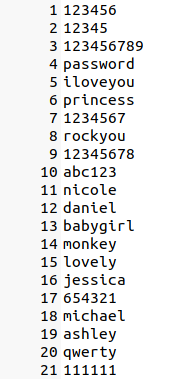 1 123456
2 12345
3 123456789
4 password
5 iloveyou
6 princess
7 1234567
8 rockyou
9 12345678
10 abc123
11 nicole
12 daniel
13 babygirl
14 monkey
15 lovely
16 jessica
17 654321
18 michael
19 ashley
20 qwerty
21 111111